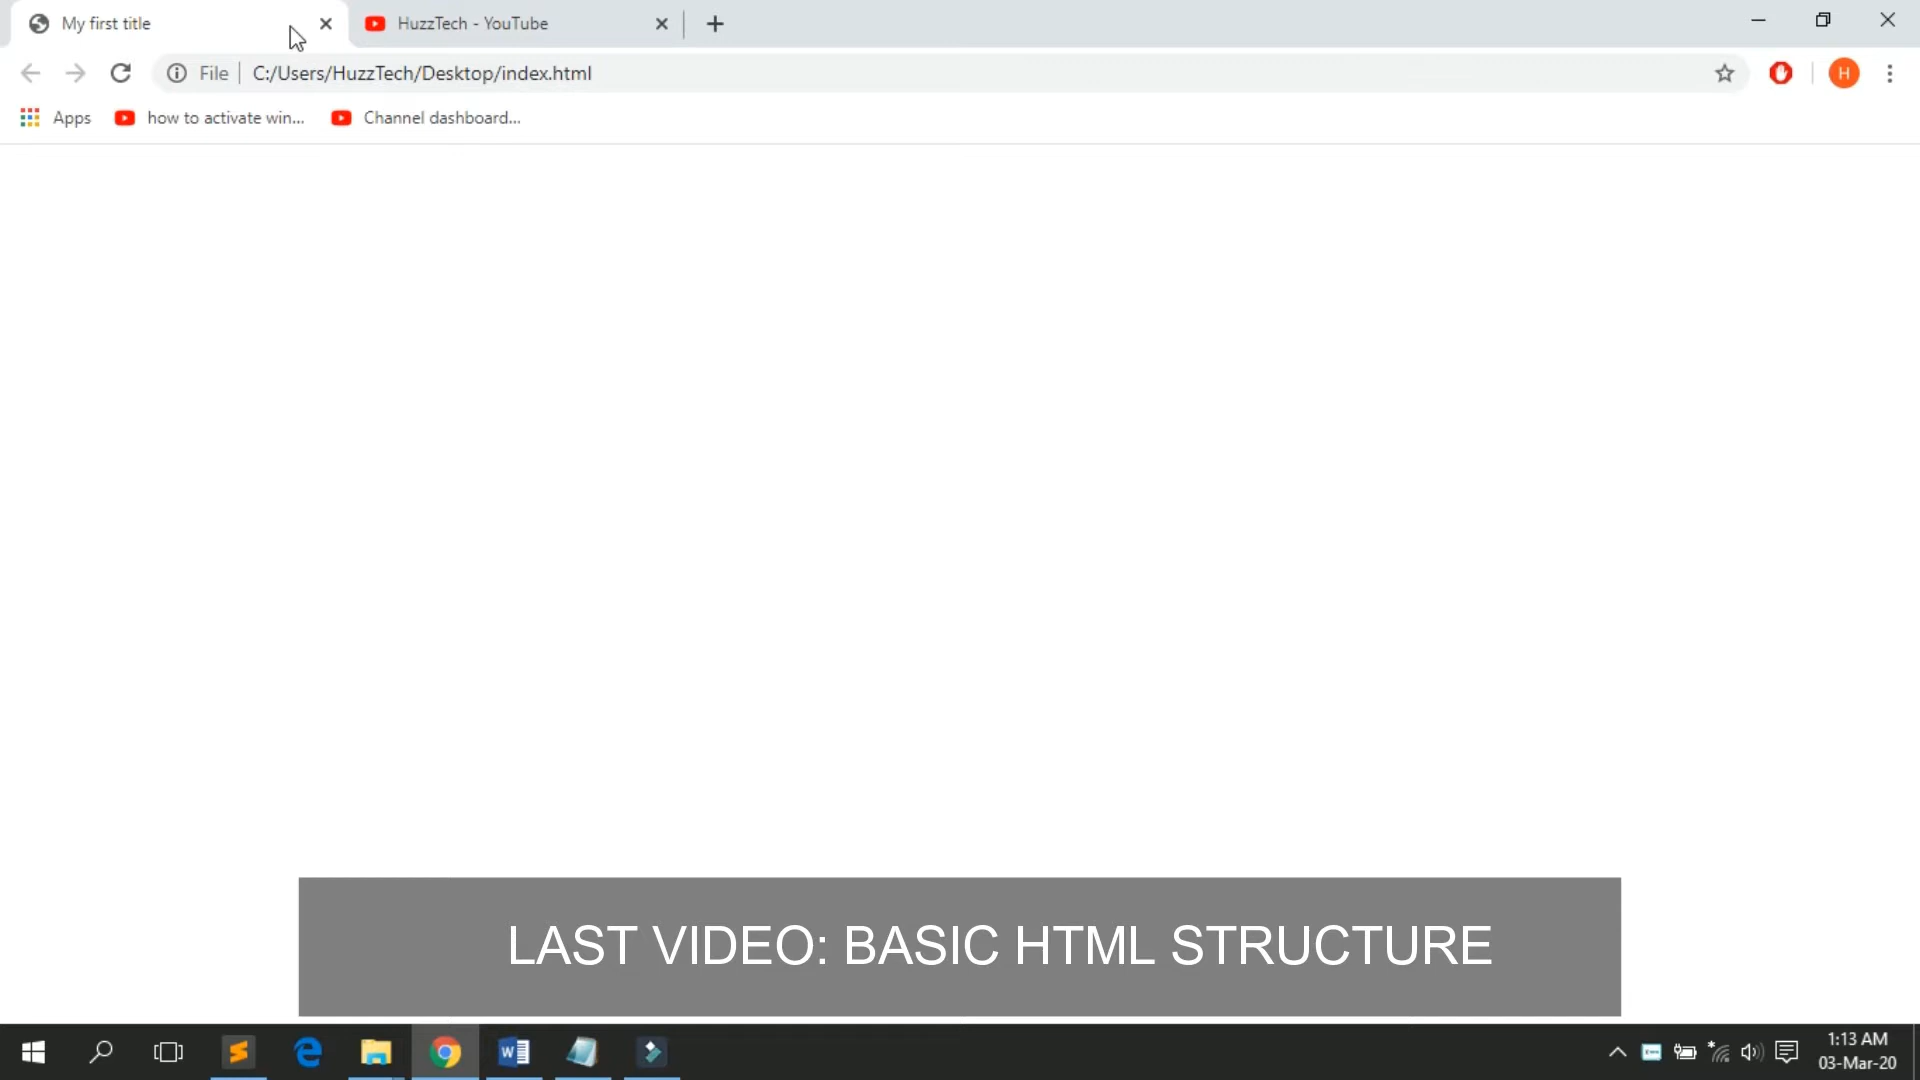 My first title
HuzzTech - YouTube
File
C:/Users/HuzzTech/Desktop/index.html
H
Apps
how to activate win...
Channel dashboard...
LAST VIDEO: BASIC HTML STRUCTURE
1:13 AM
03-Mar-20